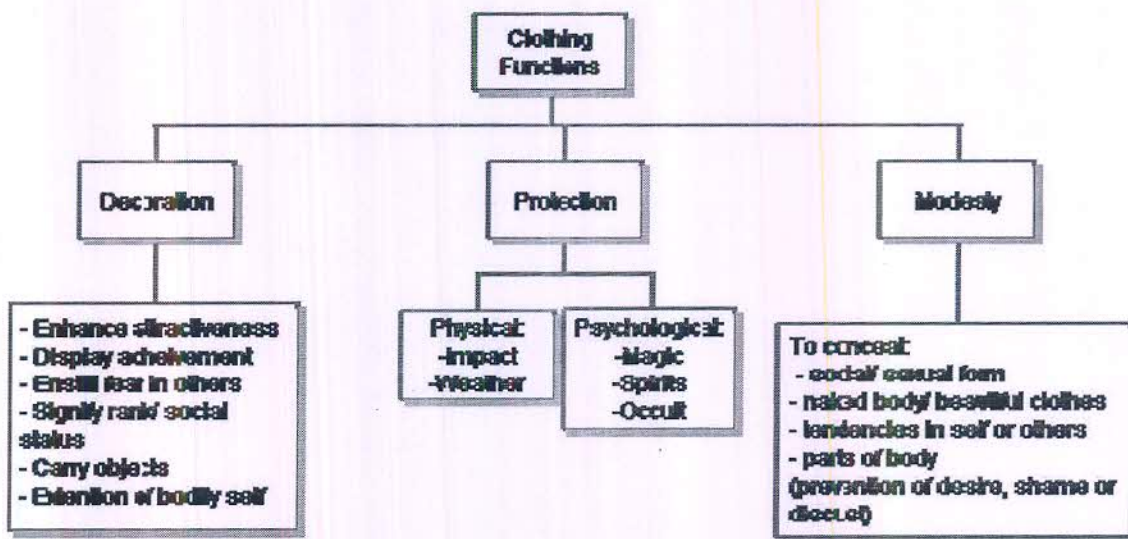 Clothing
Functions
Decoration
Protection
Modesty
- Enhance attractiveness
- Display acheivement
- Enstill fear in others
- Signify rank/ social
status
- Carry objects
- Extention of bodily self
Physical:
-Impact
-Weather
Psychological:
-Magic
-Spirits
-Occult
To conceal:
- social/ sexual form
- naked body/ beautiful clothes
- tendencies in self or others
- parts of body
(prevention of desire, shame or
disgust)